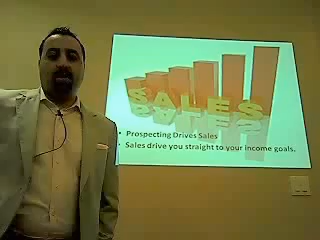 SALES
• Prospecting Drives Sales
• Sales drive you straight to your income goals.